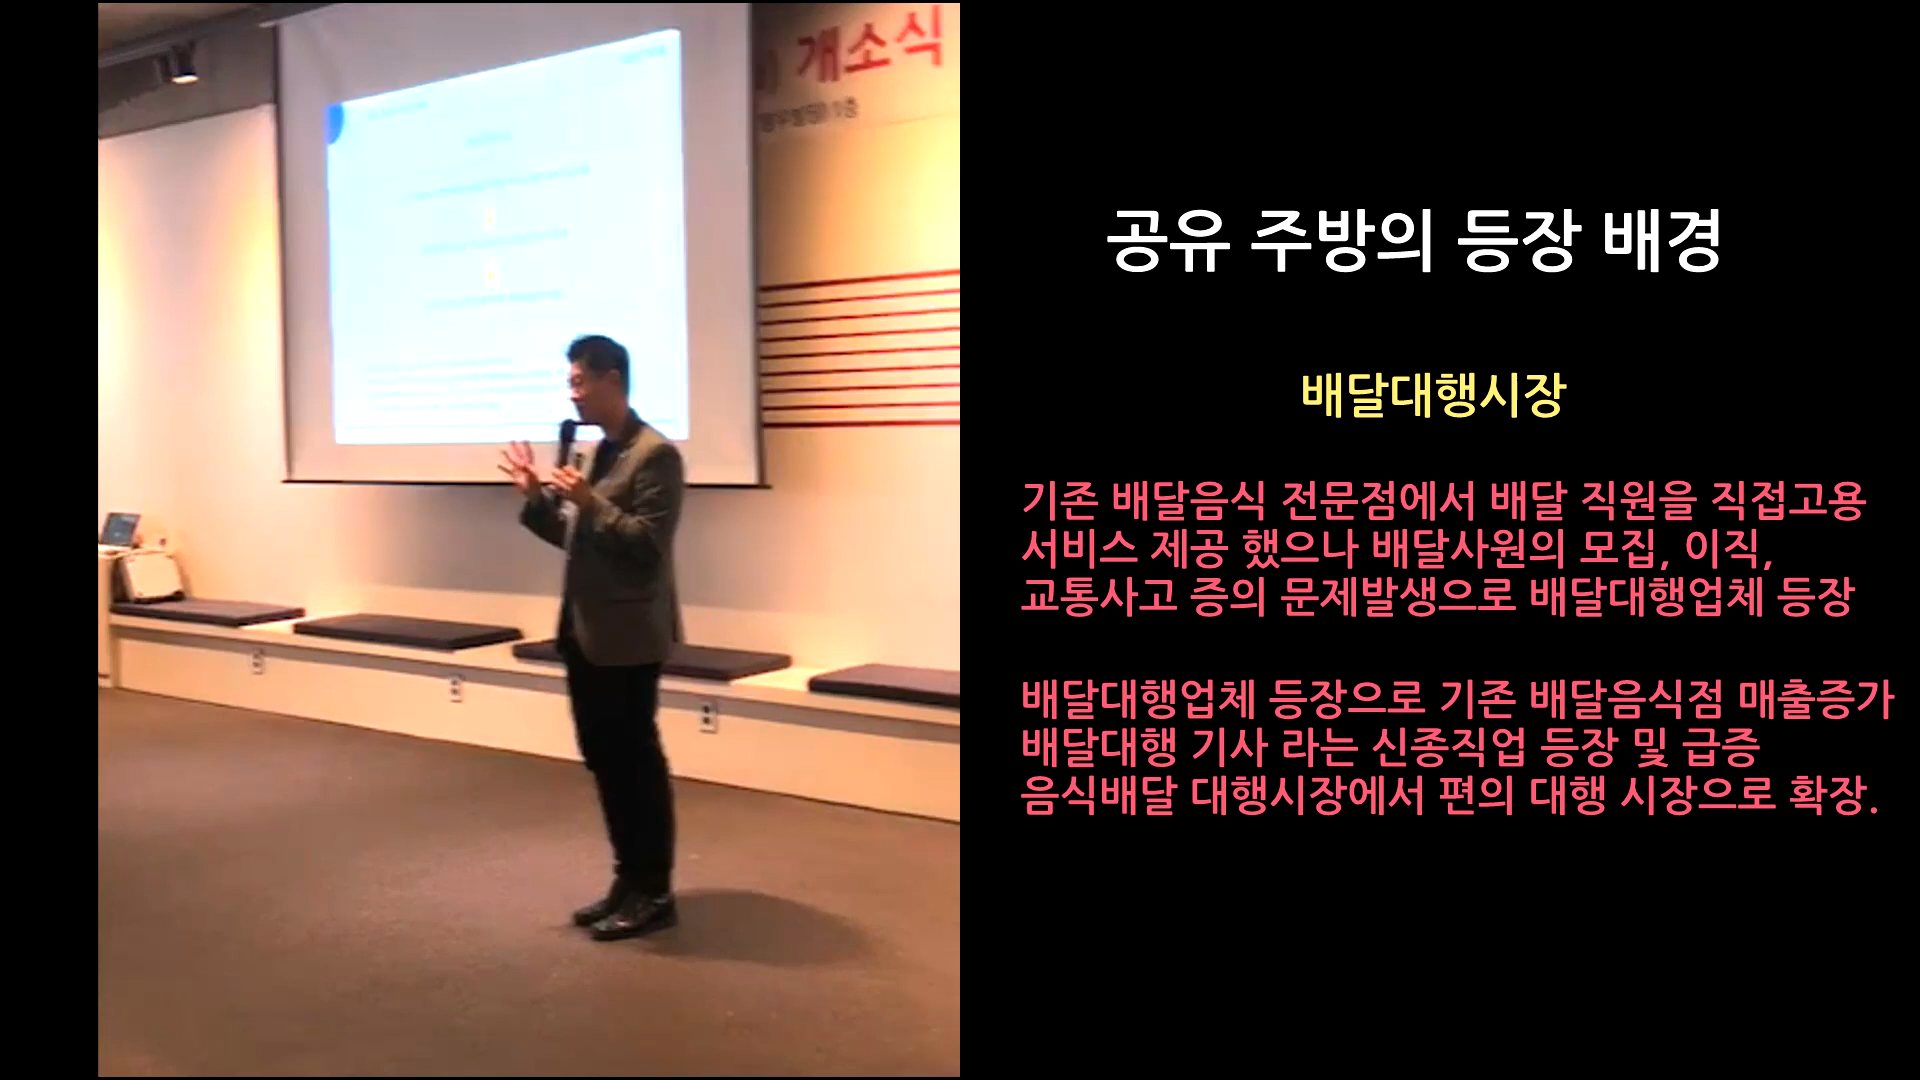 개소식
공유 주방의 등장 배경
배달대행시장
기존 배달음식 전문점에서 배달 직원을 직접고용
서비스 제공 했으나 배달사원의 모집, 이직,
교통사고 증의 문제발생으로 배달대행업체 등장
배달대행업체 등장으로 기존 배달음식점 매출증가
배달대행 기사 라는 신종직업 등장 및 급증
음식배달 대행시장에서 편의 대행 시장으로 확장.